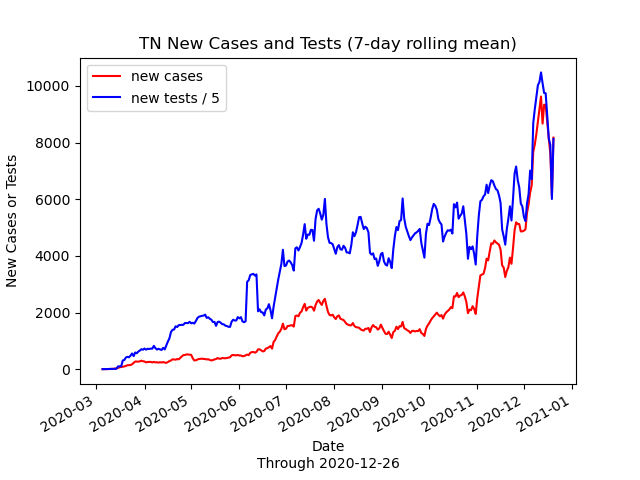 TN New Cases and Tests (7-day rolling mean)
new cases
new tests / 5
New Cases or Tests
10000
8000
6000
4000
2000
0
2020-03 2020-04 2020-05 2020-06 2020-07 2020-08 2020-09 2020-10 2020-11 2020-12 2021-01
Date
Through 2020-12-26